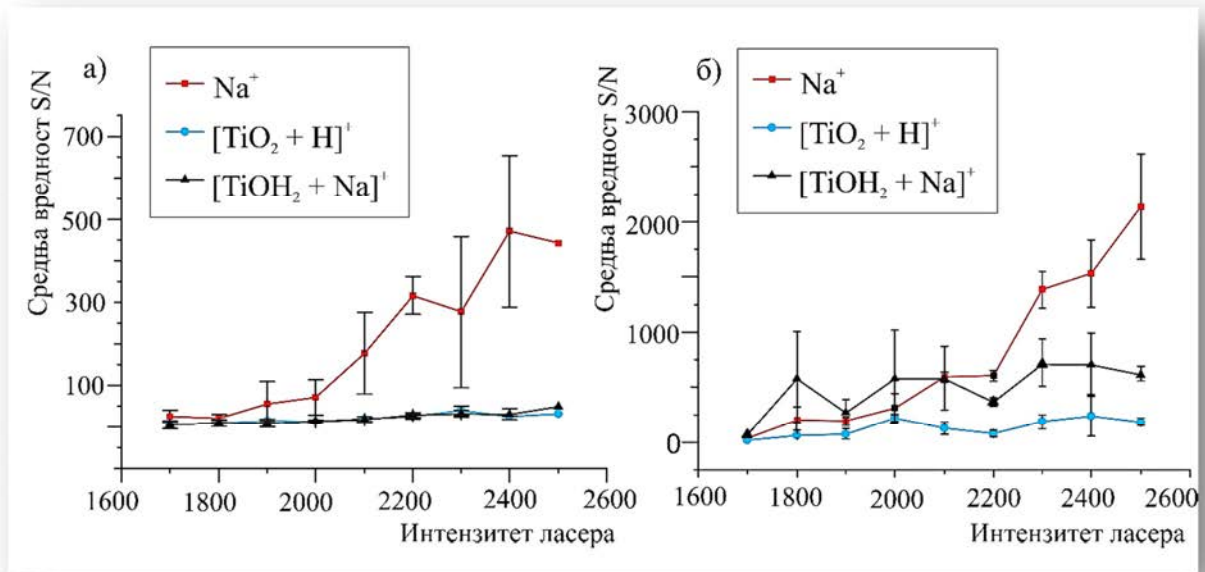 а)
Na⁺
[TiO₂ + H]⁺
[TiOH₂ + Na]⁺
Средња вредност S/N
700
500
300
100
1600 1800 2000 2200 2400 2600
Интензитет ласера
б)
Na⁺
[TiO₂ + H]⁺
[TiOH₂ + Na]⁺
Средња вредност S/N
3000
2000
1000
0
1600 1800 2000 2200 2400 2600
Интензитет ласера